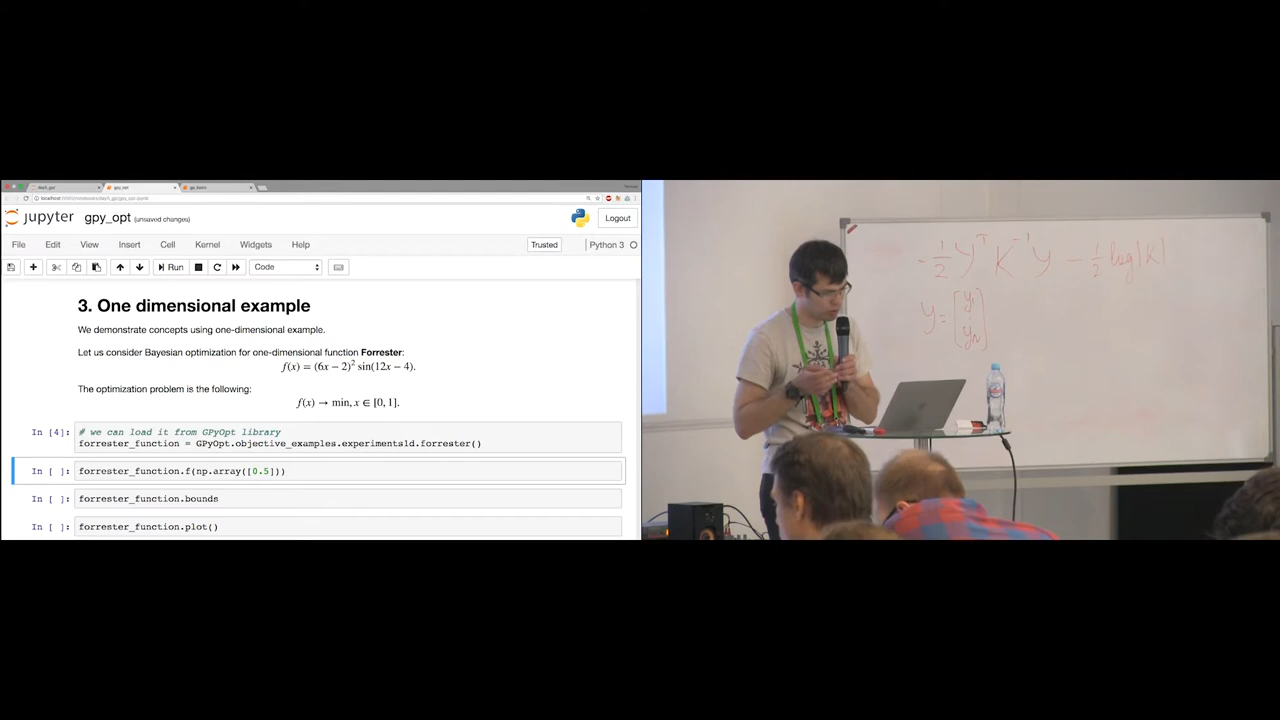 gpy_opt
jupyter gpy_opt (unsaved changes) Logout
File Edit View Insert Cell Kernel Widgets Help Trusted Python 3
Run Code
3. One dimensional example
We demonstrate concepts using one-dimensional example.
Let us consider Bayesian optimization for one-dimensional function Forrester:
f(x) = (6x − 2)² sin(12x − 4).
The optimization problem is the following:
f(x) → min, x ∈ [0, 1].
In [4]: # we can load it from GPyOpt library
forrester_function = GPyOpt.objective_examples.experiments1d.forrester()
In [ ]: forrester_function.f(np.array([0.5]))
In [ ]: forrester_function.bounds
In [ ]: forrester_function.plot()
-½ Yᵀ K⁻¹ Y − ½ log|K|
Y = [y₁
⋮
yₙ]